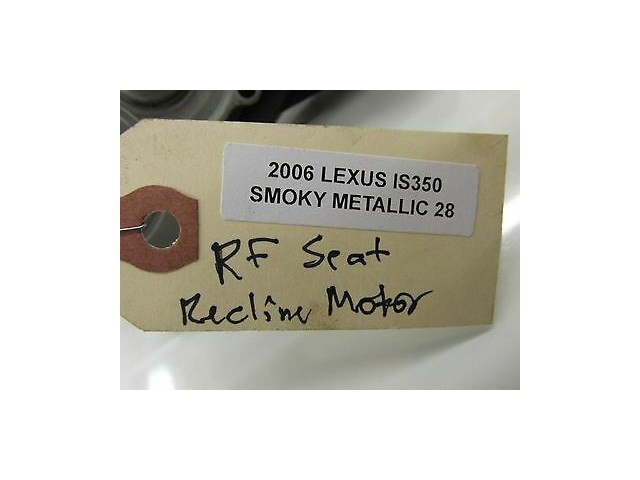 2006 LEXUS IS350
SMOKY METALLIC 28
RF Seat
Recline Motor